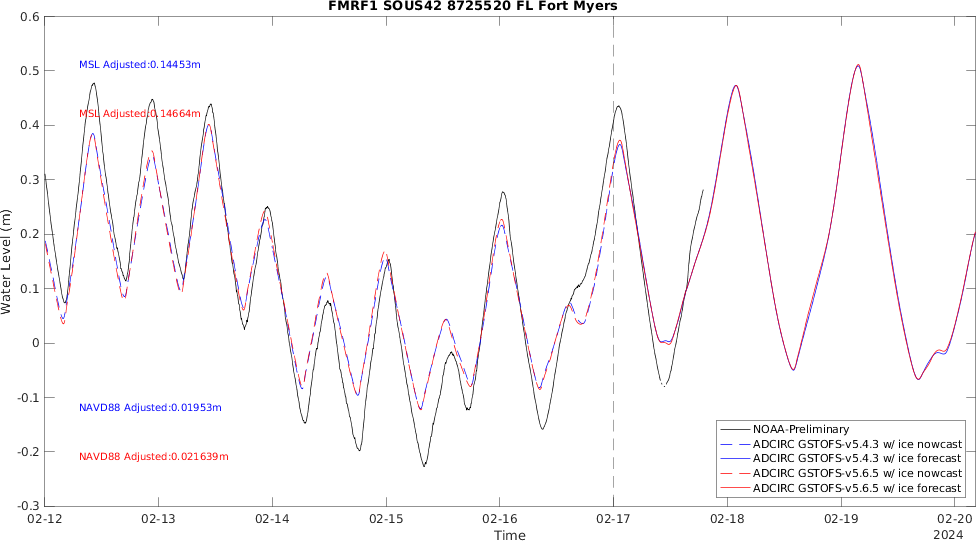 FMRF1 SOUS42 8725520 FL Fort Myers
0.6
0.5
0.4
0.3
0.2
0.1
0
-0.1
-0.2
-0.3
Water Level (m)
MSL Adjusted:0.14453m
MSL Adjusted:0.14664m
NAVD88 Adjusted:0.01953m
NAVD88 Adjusted:0.021639m
NOAA-Preliminary
ADCIRC GSTOFS-v5.4.3 w/ ice nowcast
ADCIRC GSTOFS-v5.4.3 w/ ice forecast
ADCIRC GSTOFS-v5.6.5 w/ ice nowcast
ADCIRC GSTOFS-v5.6.5 w/ ice forecast
02-12 02-13 02-14 02-15 02-16 02-17 02-18 02-19 02-20
Time
2024